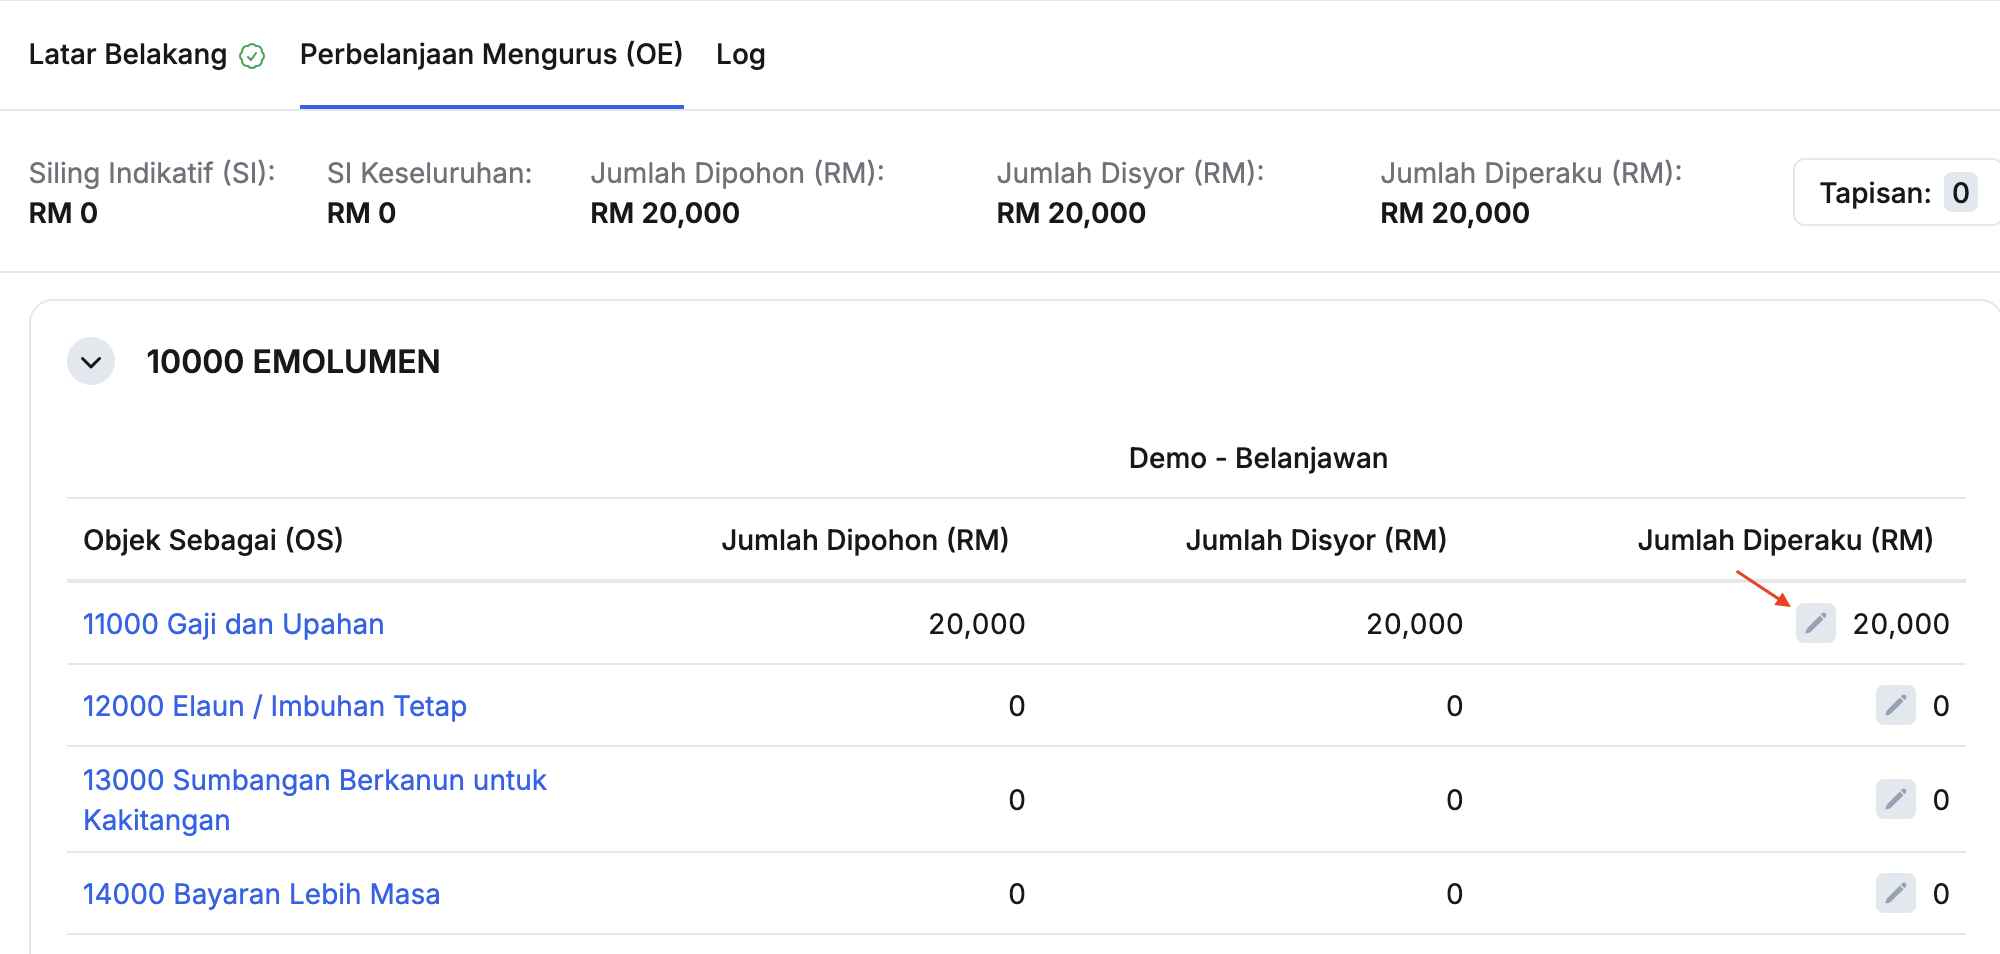 Latar Belakang Perbelanjaan Mengurus (OE) Log
Siling Indikatif (SI): SI Keseluruhan: Jumlah Dipohon (RM): Jumlah Disyor (RM): Jumlah Diperaku (RM):
RM 0 RM 0 RM 20,000 RM 20,000 RM 20,000
Tapisan: 0
10000 EMOLUMEN
Demo - Belanjawan
Objek Sebagai (OS) Jumlah Dipohon (RM) Jumlah Disyor (RM) Jumlah Diperaku (RM)
11000 Gaji dan Upahan 20,000 20,000 20,000
12000 Elaun / Imbuhan Tetap 0 0 0
13000 Sumbangan Berkanun untuk
Kakitangan 0 0 0
14000 Bayaran Lebih Masa 0 0 0